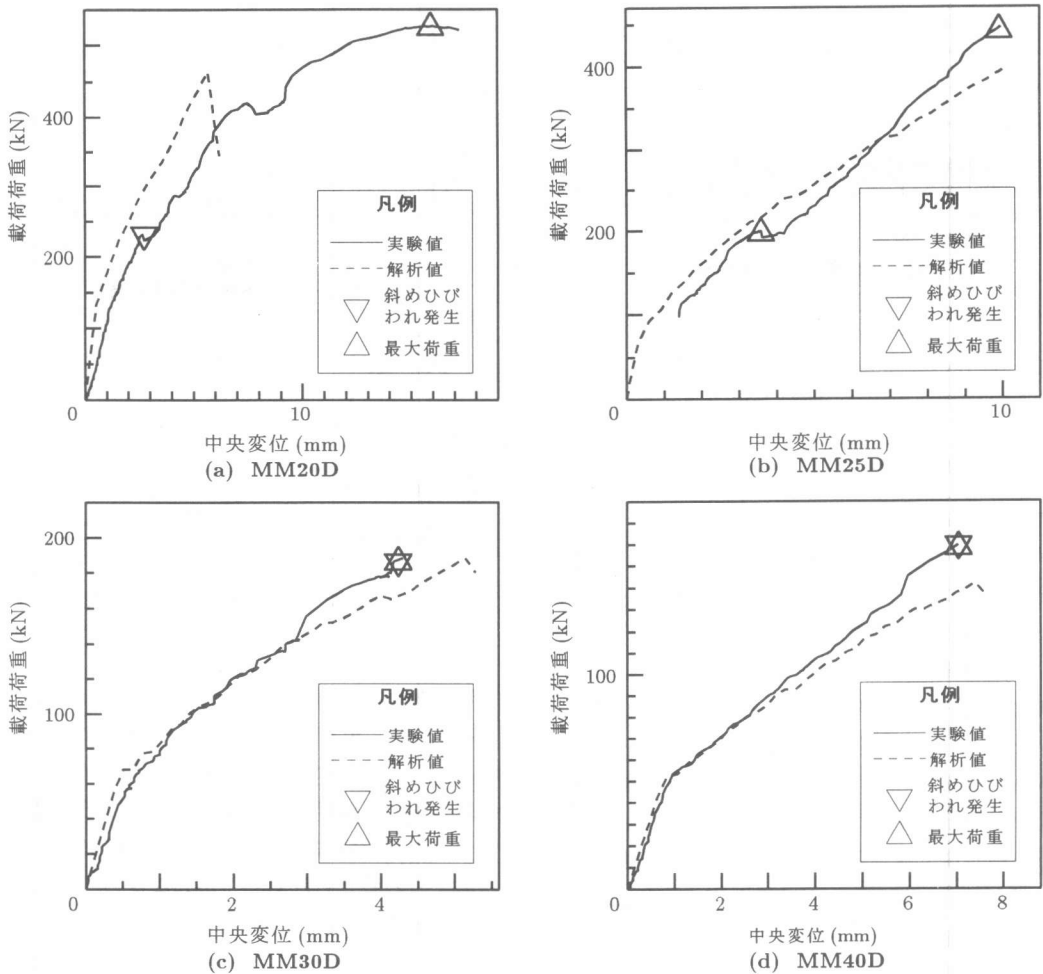 400
200
0
10
載荷荷重 (kN)
凡例
実験値
解析値
斜めひび
われ発生
最大荷重
中央変位 (mm)
(a) MM20D
400
200
0
10
載荷荷重 (kN)
凡例
実験値
解析値
斜めひび
われ発生
最大荷重
中央変位 (mm)
(b) MM25D
200
100
0
2
4
載荷荷重 (kN)
凡例
実験値
解析値
斜めひび
われ発生
最大荷重
中央変位 (mm)
(c) MM30D
100
0
2
4
6
8
載荷荷重 (kN)
凡例
実験値
解析値
斜めひび
われ発生
最大荷重
中央変位 (mm)
(d) MM40D